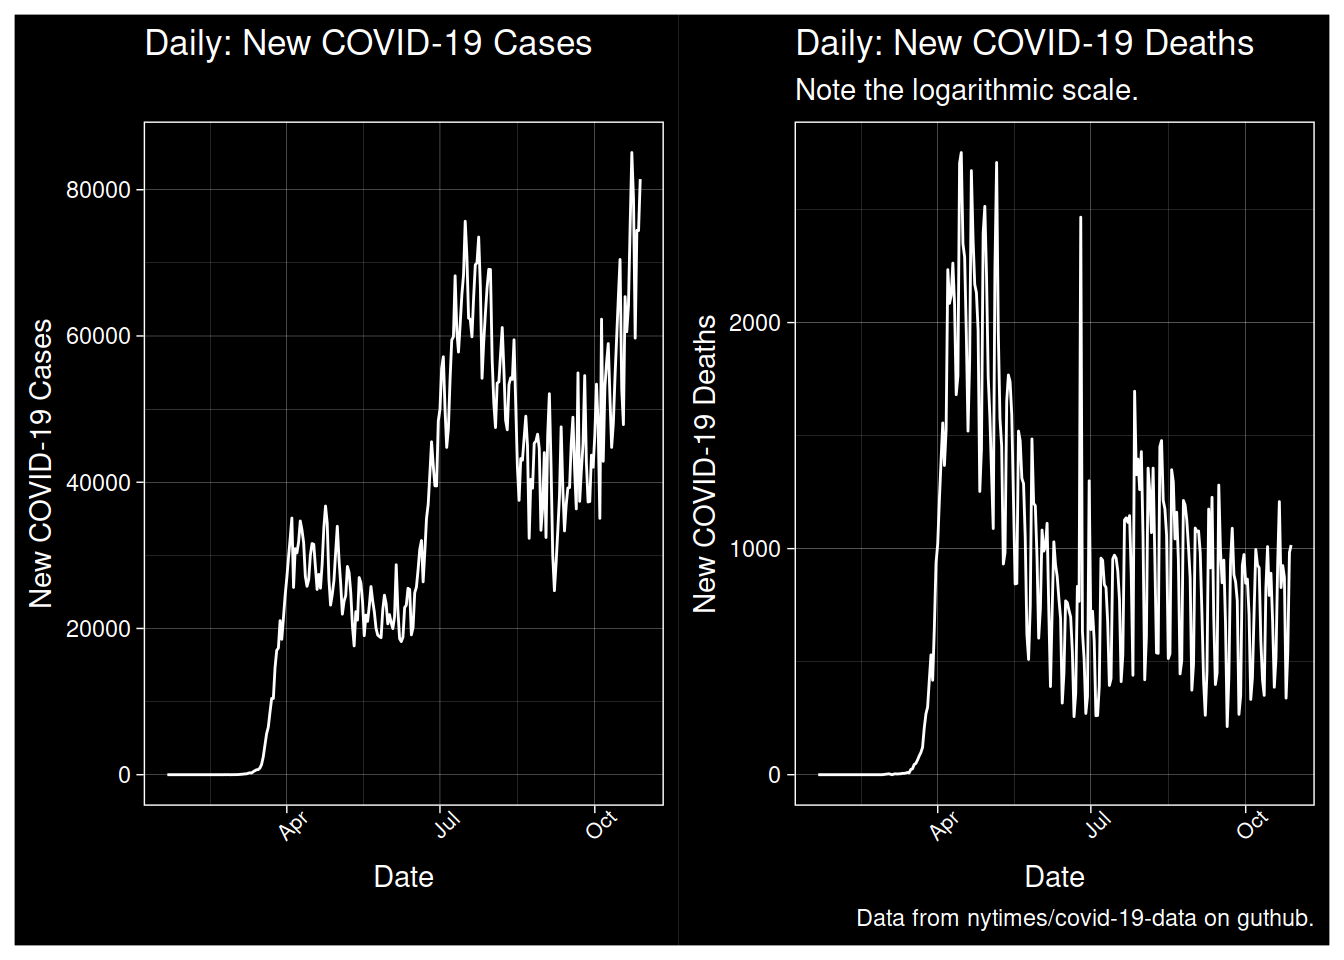 Daily: New COVID-19 Cases
New COVID-19 Cases
80000
60000
40000
20000
0
Apr
Jul
Oct
Date
Daily: New COVID-19 Deaths
Note the logarithmic scale.
New COVID-19 Deaths
2000
1000
0
Apr
Jul
Oct
Date
Data from nytimes/covid-19-data on guthub.